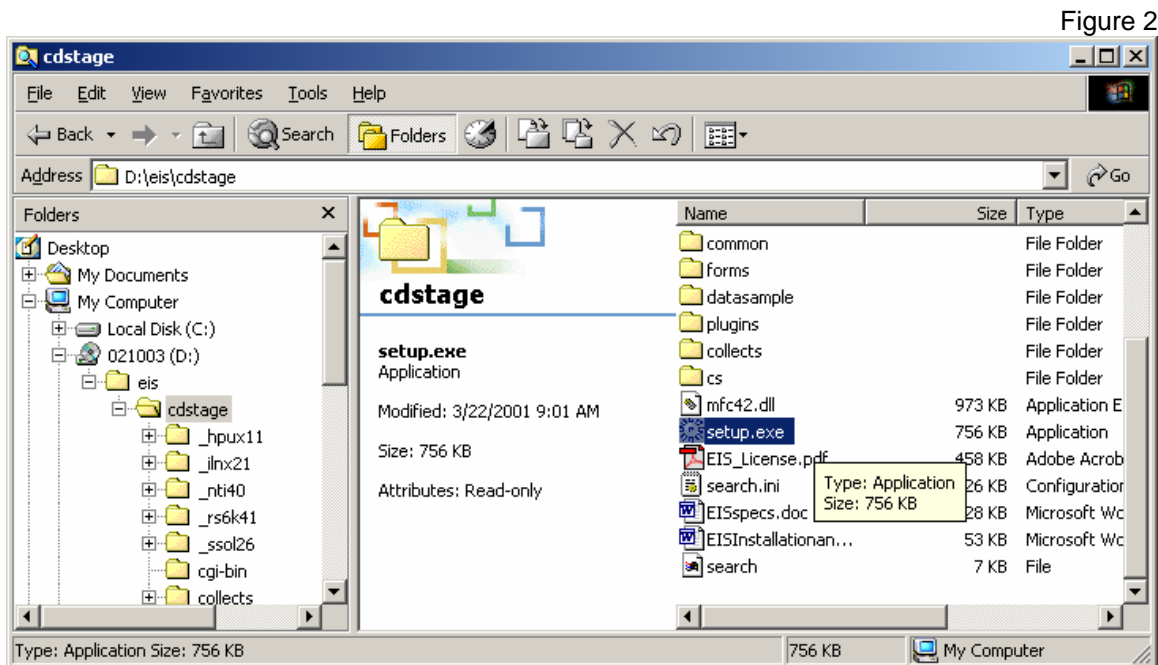 Figure 2
cdstage
File Edit View Favorites Tools Help
Back Search Folders
Address D:\eis\cdstage Go
Folders
Desktop
My Documents
My Computer
Local Disk (C:)
021003 (D:)
eis
cdstage
_hpux11
_ilnx21
_nti40
_rs6k41
_ssol26
cgi-bin
collects
cdstage
setup.exe
Application
Modified: 3/22/2001 9:01 AM
Size: 756 KB
Attributes: Read-only
Name Size Type
common File Folder
forms File Folder
datasample File Folder
plugins File Folder
collects File Folder
cs File Folder
mfc42.dll 973 KB Application E
setup.exe 756 KB Application
EIS_License.pdf 458 KB Adobe Acrob
search.ini 26 KB Configuration
EISspecs.doc 28 KB Microsoft Wc
EISInstallationan... 53 KB Microsoft Wc
search 7 KB File
Type: Application
Size: 756 KB
Type: Application Size: 756 KB 756 KB My Computer